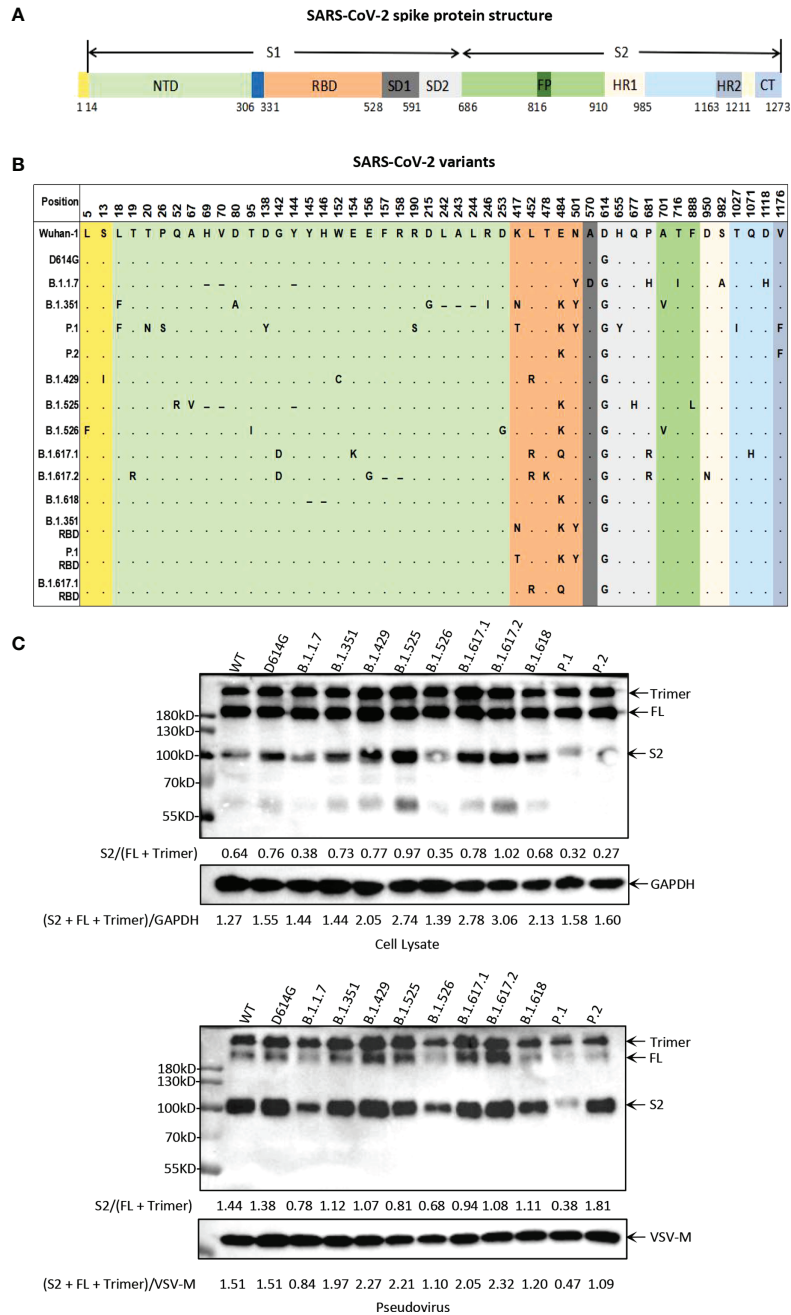 A
SARS-CoV-2 spike protein structure
S1 S2
NTD RBD SD1 SD2 FP HR1 HR2 CT
1 14 306 331 528 591 686 816 910 985 1163 1211 1273
B
SARS-CoV-2 variants
Position 5 13 18 19 20 26 52 67 69 70 80 95 138 142 144 145 146 152 154 156 157 158 190 215 242 243 244 246 253 417 452 478 484 501 570 614 655 677 681 701 716 888 950 982 1027 1071 1118 1176
Wuhan-1 L S L T T P Q A H V D T D G Y Y H W E E F R R D L A L R D K L T E N A D H Q P A T F D S T Q D V
D614G . . . . . . . . . . . . . . . . . . . . . . . . . . . . . . . . . . . G . . . . . . . . . . . .
B.1.1.7 . . . . . . . . – – . . . . – . . . . . . . . . . . . . . . . . . Y D G . . H . I . . A . . H .
B.1.351 . . F . . . . . . . A . . . . . . . . . . . . G – – – I . N . . K Y . G . . . V . . . . . . . .
P.1 . . F . N S . . . . . . Y . . . . . . . . . S . . . . . . T . . K Y . G Y . . . . . . . I . . F
P.2 . . . . . . . . . . . . . . . . . . . . . . . . . . . . . . . . K . . G . . . . . . . . . . . F
B.1.429 . I . . . . . . . . . . . . . . . C . . . . . . . . . . . . R . . . . G . . . . . . . . . . . .
B.1.525 . . . . . . R V – – . . . . – . . . . . . . . . . . . . . . . . K . . G . H . . . L . . . . . .
B.1.526 F . . . . . . . . . . I . . . . . . . . . . . . . . . . G . . . K . . G . . . V . . . . . . . .
B.1.617.1 . . . . . . . . . . . . . D . . . . K . . . . . . . . . . . R . Q . . G . . R . . . . . . H . .
B.1.617.2 . . . R . . . . . . . . . D . . . . . G – – . . . . . . . . R K . . . G . . R . . . N . . . . .
B.1.618 . . . . . . . . . . . . . . . – – . . . . . . . . . . . . . . . K . . G . . . . . . . . . . . .
B.1.351 RBD . . . . . . . . . . . . . . . . . . . . . . . . . . . . . N . . K Y . G . . . . . . . . . . . .
P.1 RBD . . . . . . . . . . . . . . . . . . . . . . . . . . . . . T . . K Y . G . . . . . . . . . . . .
B.1.617.1 RBD . . . . . . . . . . . . . . . . . . . . . . . . . . . . . . R . Q . . G . . . . . . . . . . . .
C
WT D614G B.1.1.7 B.1.351 B.1.429 B.1.525 B.1.526 B.1.617.1 B.1.617.2 B.1.618 P.1 P.2
Trimer
FL
180kD
130kD
S2
100kD
70kD
55KD
S2/(FL + Trimer) 0.64 0.76 0.38 0.73 0.77 0.97 0.35 0.78 1.02 0.68 0.32 0.27
GAPDH
(S2 + FL + Trimer)/GAPDH 1.27 1.55 1.44 1.44 2.05 2.74 1.39 2.78 3.06 2.13 1.58 1.60
Cell Lysate
WT D614G B.1.1.7 B.1.351 B.1.429 B.1.525 B.1.526 B.1.617.1 B.1.617.2 B.1.618 P.1 P.2
Trimer
FL
180kD
130kD
S2
100kD
70kD
55KD
S2/(FL + Trimer) 1.44 1.38 0.78 1.12 1.07 0.81 0.68 0.94 1.08 1.11 0.38 1.81
VSV-M
(S2 + FL + Trimer)/VSV-M 1.51 1.51 0.84 1.97 2.27 2.21 1.10 2.05 2.32 1.20 0.47 1.09
Pseudovirus